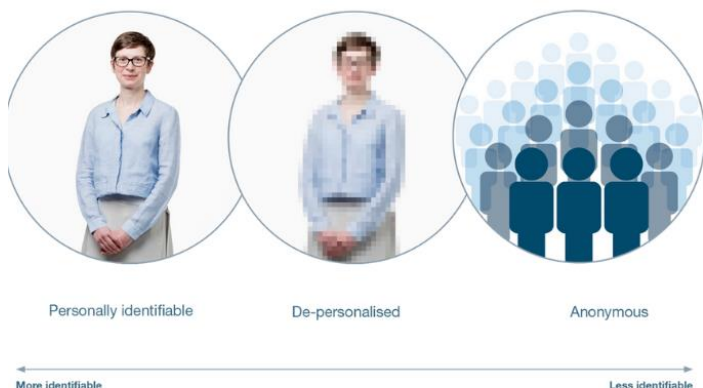 Personally identifiable
De-personalised
Anonymous
More identifiable
Less identifiable